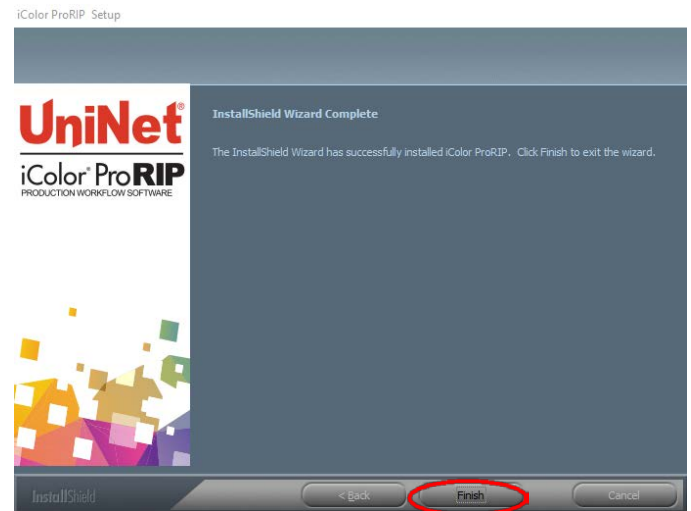 iColor ProRIP Setup
UniNet®
iColor® ProRIP
PRODUCTION WORKFLOW SOFTWARE
InstallShield Wizard Complete
The InstallShield Wizard has successfully installed iColor ProRIP. Click Finish to exit the wizard.
InstallShield
< Back
Finish
Cancel